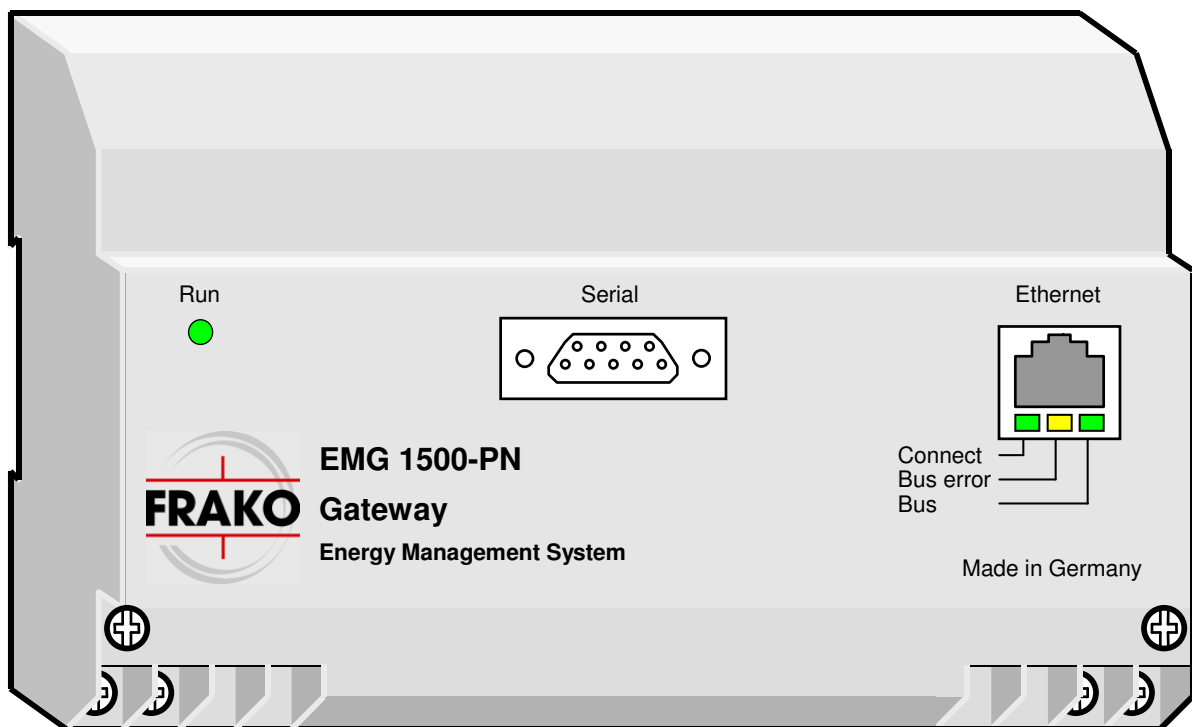 Run
Serial
Ethernet
Connect
Bus error
Bus
FRAKO
EMG 1500-PN
Gateway
Energy Management System
Made in Germany